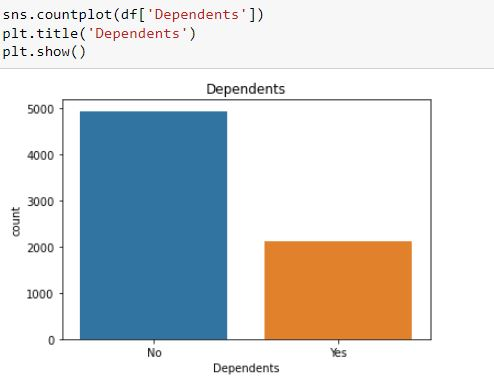 sns.countplot(df['Dependents'])
plt.title('Dependents')
plt.show()
Dependents
5000
4000
3000
2000
1000
0
count
No Yes
Dependents